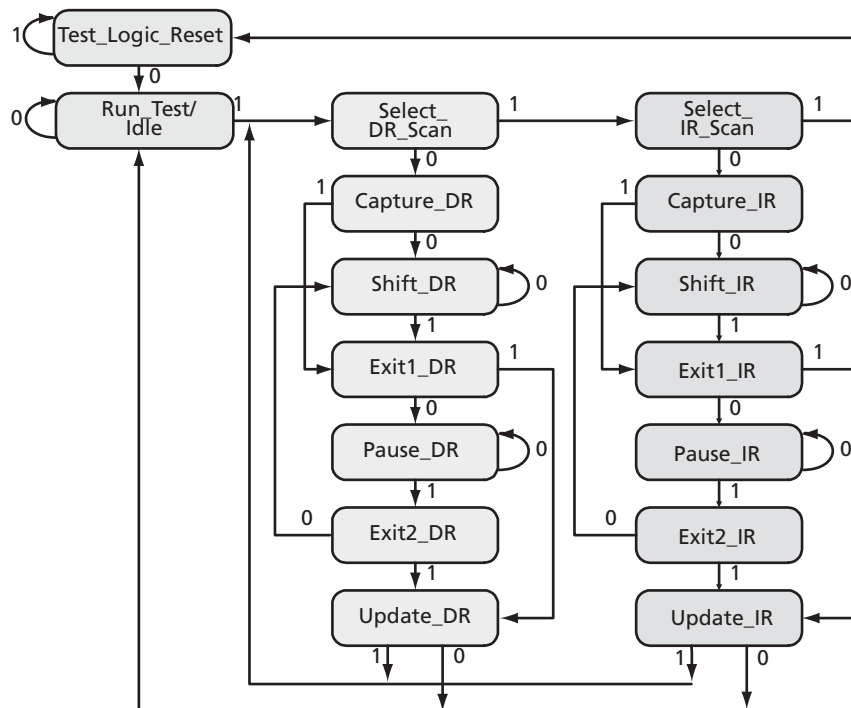 Test_Logic_Reset
1
0
Run_Test/
Idle
0
1
Select_
DR_Scan
1
0
Select_
IR_Scan
1
0
1
Capture_DR
0
1
Capture_IR
0
Shift_DR
0
1
Shift_IR
0
1
Exit1_DR
1
0
Exit1_IR
1
0
Pause_DR
0
1
Pause_IR
0
1
0
Exit2_DR
1
0
Exit2_IR
1
Update_DR
1
0
Update_IR
1
0